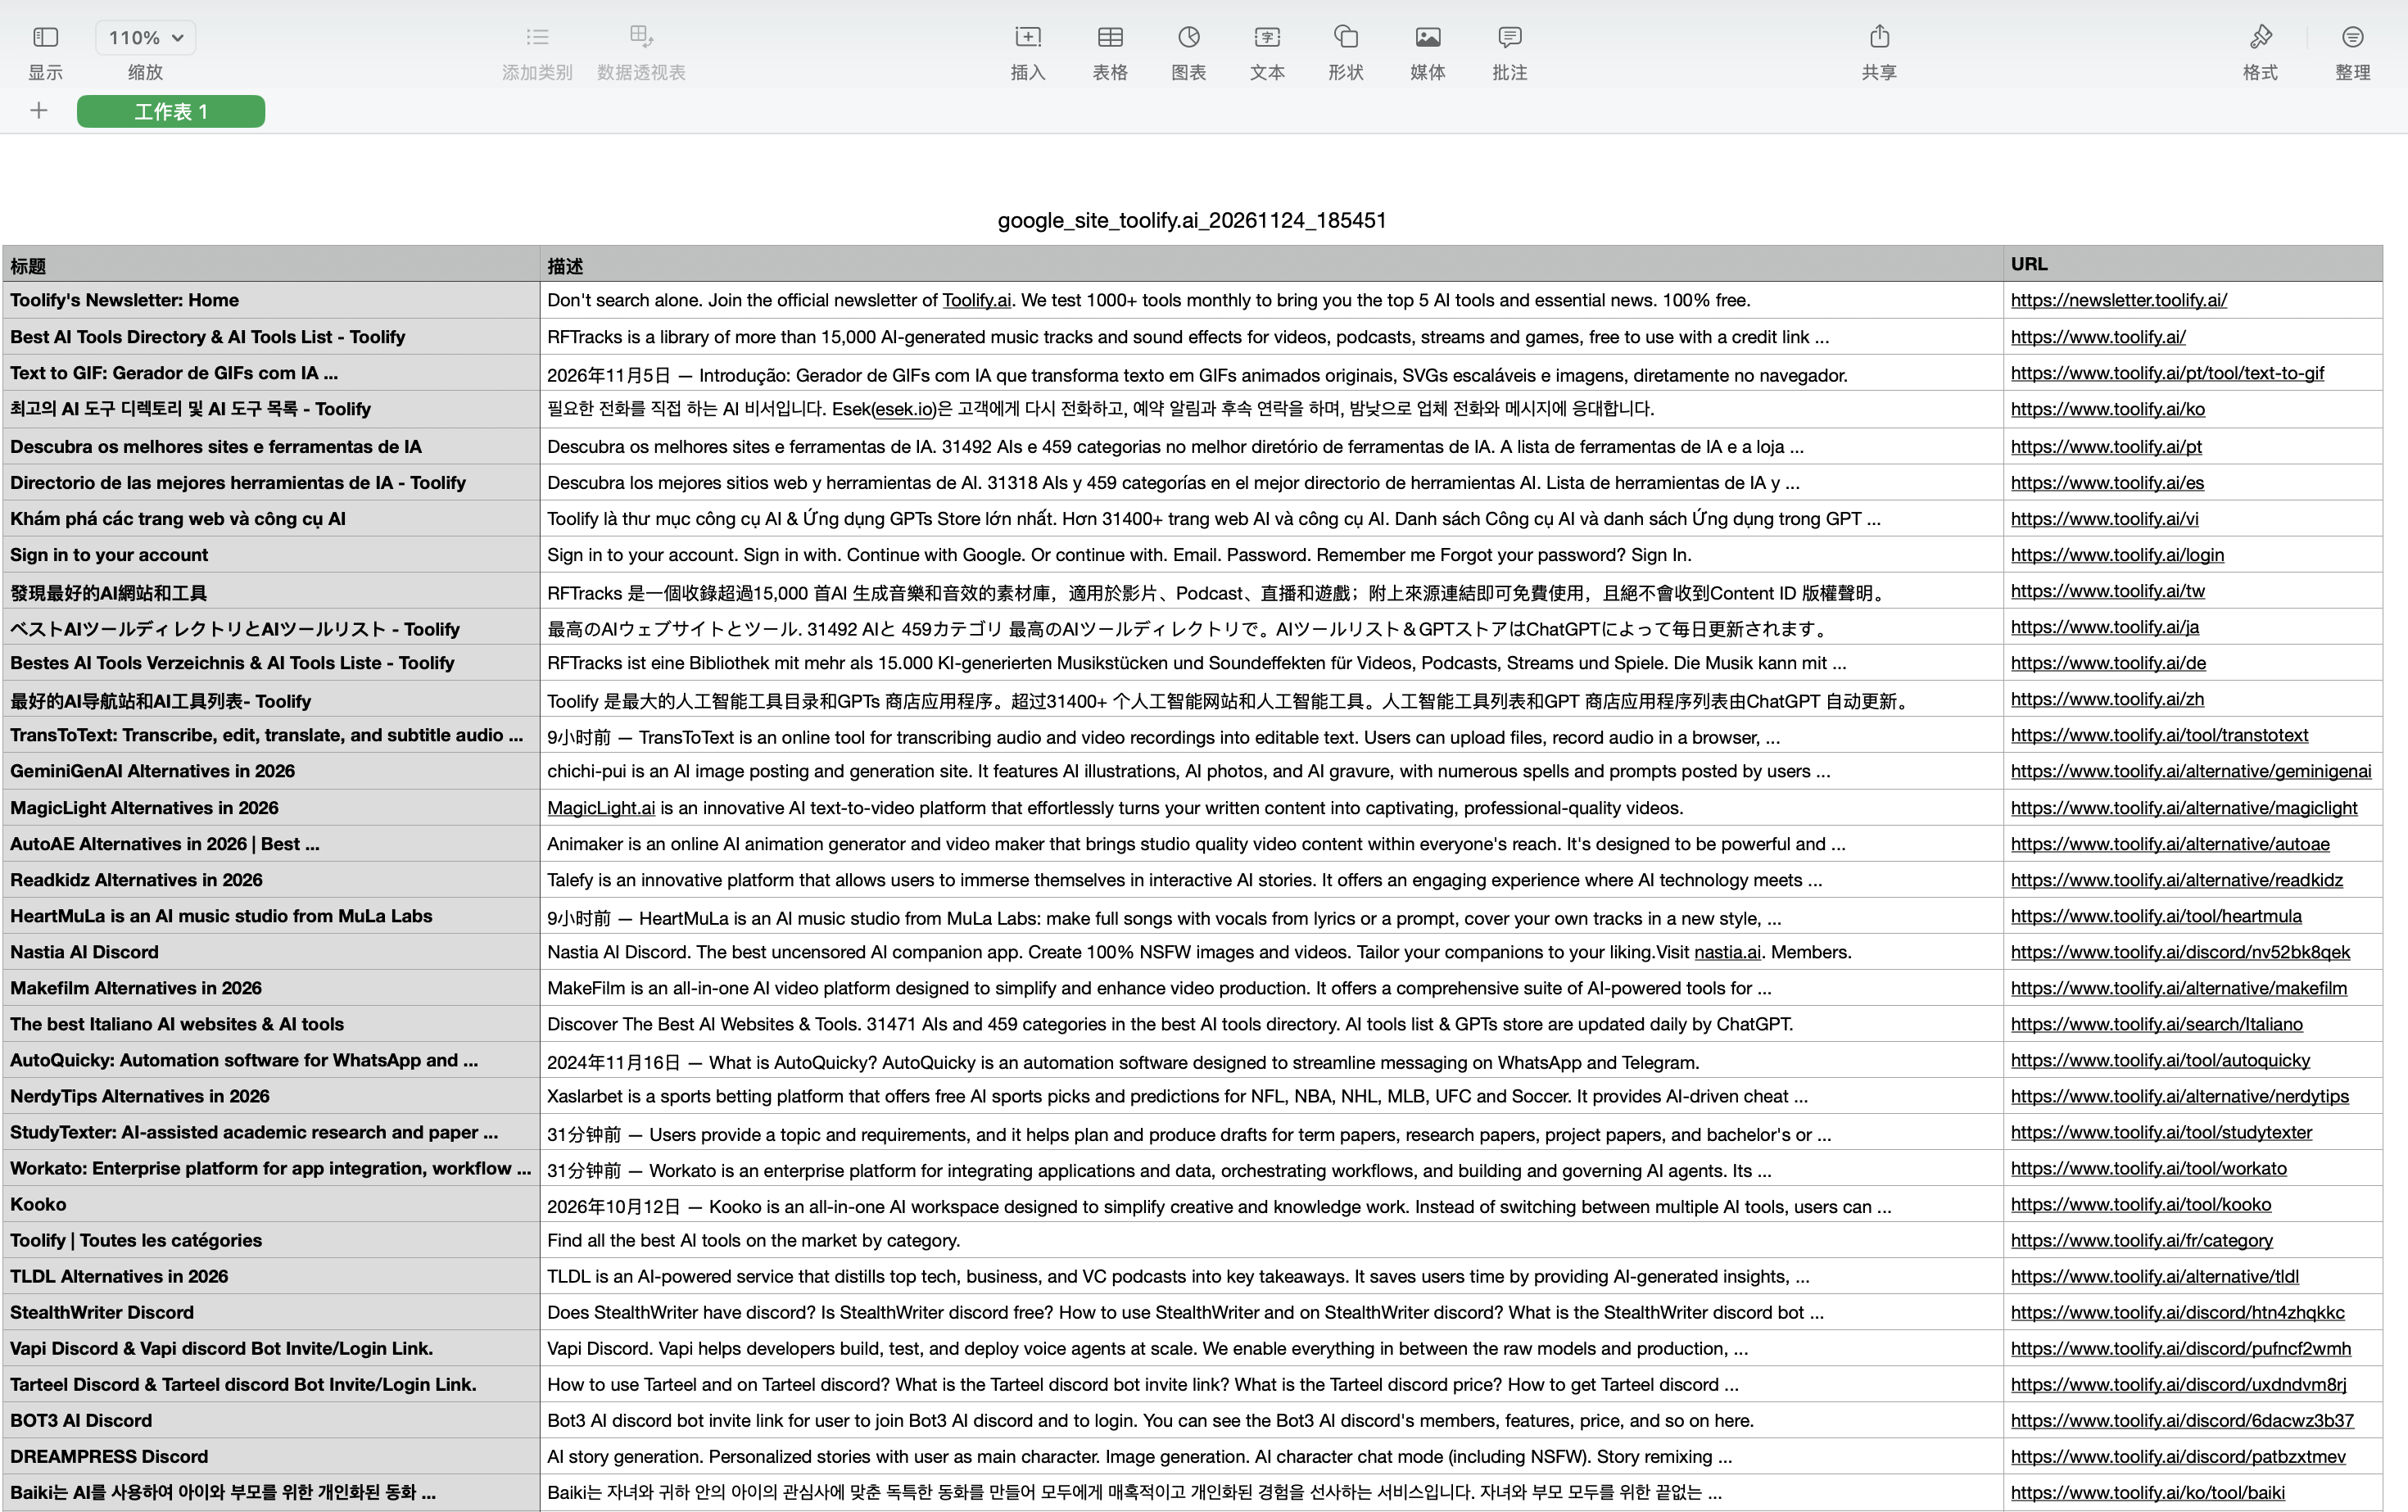 110%
显示
缩放
添加类别
数据透视表
插入
表格
图表
文本
形状
媒体
批注
共享
格式
整理
工作表 1
google_site_toolify.ai_20261124_185451
标题 描述 URL
Toolify's Newsletter: Home Don't search alone. Join the official newsletter of Toolify.ai. We test 1000+ tools monthly to bring you the top 5 AI tools and essential news. 100% free. https://newsletter.toolify.ai/
Best AI Tools Directory & AI Tools List - Toolify RFTracks is a library of more than 15,000 AI-generated music tracks and sound effects for videos, podcasts, streams and games, free to use with a credit link ... https://www.toolify.ai/
Text to GIF: Gerador de GIFs com IA ... 2026年11月5日 — Introdução: Gerador de GIFs com IA que transforma texto em GIFs animados originais, SVGs escaláveis e imagens, diretamente no navegador. https://www.toolify.ai/pt/tool/text-to-gif
최고의 AI 도구 디렉토리 및 AI 도구 목록 - Toolify 필요한 전화를 직접 하는 AI 비서입니다. Esek(esek.io)은 고객에게 다시 전화하고, 예약 알림과 후속 연락을 하며, 밤낮으로 업체 전화와 메시지에 응대합니다. https://www.toolify.ai/ko
Descubra os melhores sites e ferramentas de IA Descubra os melhores sites e ferramentas de IA. 31492 AIs e 459 categorias no melhor diretório de ferramentas de IA. A lista de ferramentas de IA e a loja ... https://www.toolify.ai/pt
Directorio de las mejores herramientas de IA - Toolify Descubra los mejores sitios web y herramientas de AI. 31318 AIs y 459 categorías en el mejor directorio de herramientas AI. Lista de herramientas de IA y ... https://www.toolify.ai/es
Khám phá các trang web và công cụ AI Toolify là thư mục công cụ AI & Ứng dụng GPTs Store lớn nhất. Hơn 31400+ trang web AI và công cụ AI. Danh sách Công cụ AI và danh sách Ứng dụng trong GPT ... https://www.toolify.ai/vi
Sign in to your account Sign in to your account. Sign in with. Continue with Google. Or continue with. Email. Password. Remember me Forgot your password? Sign In. https://www.toolify.ai/login
發現最好的AI網站和工具 RFTracks 是一個收錄超過15,000 首AI 生成音樂和音效的素材庫，適用於影片、Podcast、直播和遊戲；附上來源連結即可免費使用，且絕不會收到Content ID 版權聲明。 https://www.toolify.ai/tw
ベストAIツールディレクトリとAIツールリスト - Toolify 最高のAIウェブサイトとツール. 31492 AIと 459カテゴリ 最高のAIツールディレクトリで。AIツールリスト＆GPTストアはChatGPTによって毎日更新されます。 https://www.toolify.ai/ja
Bestes AI Tools Verzeichnis & AI Tools Liste - Toolify RFTracks ist eine Bibliothek mit mehr als 15.000 KI-generierten Musikstücken und Soundeffekten für Videos, Podcasts, Streams und Spiele. Die Musik kann mit ... https://www.toolify.ai/de
最好的AI导航站和AI工具列表- Toolify Toolify 是最大的人工智能工具目录和GPTs 商店应用程序。超过31400+ 个人工智能网站和人工智能工具。人工智能工具列表和GPT 商店应用程序列表由ChatGPT 自动更新。 https://www.toolify.ai/zh
TransToText: Transcribe, edit, translate, and subtitle audio ... 9小时前 — TransToText is an online tool for transcribing audio and video recordings into editable text. Users can upload files, record audio in a browser, ... https://www.toolify.ai/tool/transtotext
GeminiGenAI Alternatives in 2026 chichi-pui is an AI image posting and generation site. It features AI illustrations, AI photos, and AI gravure, with numerous spells and prompts posted by users ... https://www.toolify.ai/alternative/geminigenai
MagicLight Alternatives in 2026 MagicLight.ai is an innovative AI text-to-video platform that effortlessly turns your written content into captivating, professional-quality videos. https://www.toolify.ai/alternative/magiclight
AutoAE Alternatives in 2026 | Best ... Animaker is an online AI animation generator and video maker that brings studio quality video content within everyone's reach. It's designed to be powerful and ... https://www.toolify.ai/alternative/autoae
Readkidz Alternatives in 2026 Talefy is an innovative platform that allows users to immerse themselves in interactive AI stories. It offers an engaging experience where AI technology meets ... https://www.toolify.ai/alternative/readkidz
HeartMuLa is an AI music studio from MuLa Labs 9小时前 — HeartMuLa is an AI music studio from MuLa Labs: make full songs with vocals from lyrics or a prompt, cover your own tracks in a new style, ... https://www.toolify.ai/tool/heartmula
Nastia AI Discord Nastia AI Discord. The best uncensored AI companion app. Create 100% NSFW images and videos. Tailor your companions to your liking.Visit nastia.ai. Members. https://www.toolify.ai/discord/nv52bk8qek
Makefilm Alternatives in 2026 MakeFilm is an all-in-one AI video platform designed to simplify and enhance video production. It offers a comprehensive suite of AI-powered tools for ... https://www.toolify.ai/alternative/makefilm
The best Italiano AI websites & AI tools Discover The Best AI Websites & Tools. 31471 AIs and 459 categories in the best AI tools directory. AI tools list & GPTs store are updated daily by ChatGPT. https://www.toolify.ai/search/Italiano
AutoQuicky: Automation software for WhatsApp and ... 2024年11月16日 — What is AutoQuicky? AutoQuicky is an automation software designed to streamline messaging on WhatsApp and Telegram. https://www.toolify.ai/tool/autoquicky
NerdyTips Alternatives in 2026 Xaslarbet is a sports betting platform that offers free AI sports picks and predictions for NFL, NBA, NHL, MLB, UFC and Soccer. It provides AI-driven cheat ... https://www.toolify.ai/alternative/nerdytips
StudyTexter: AI-assisted academic research and paper ... 31分钟前 — Users provide a topic and requirements, and it helps plan and produce drafts for term papers, research papers, project papers, and bachelor's or ... https://www.toolify.ai/tool/studytexter
Workato: Enterprise platform for app integration, workflow ... 31分钟前 — Workato is an enterprise platform for integrating applications and data, orchestrating workflows, and building and governing AI agents. Its ... https://www.toolify.ai/tool/workato
Kooko 2026年10月12日 — Kooko is an all-in-one AI workspace designed to simplify creative and knowledge work. Instead of switching between multiple AI tools, users can ... https://www.toolify.ai/tool/kooko
Toolify | Toutes les catégories Find all the best AI tools on the market by category. https://www.toolify.ai/fr/category
TLDL Alternatives in 2026 TLDL is an AI-powered service that distills top tech, business, and VC podcasts into key takeaways. It saves users time by providing AI-generated insights, ... https://www.toolify.ai/alternative/tldl
StealthWriter Discord Does StealthWriter have discord? Is StealthWriter discord free? How to use StealthWriter and on StealthWriter discord? What is the StealthWriter discord bot ... https://www.toolify.ai/discord/htn4zhqkkc
Vapi Discord & Vapi discord Bot Invite/Login Link. Vapi Discord. Vapi helps developers build, test, and deploy voice agents at scale. We enable everything in between the raw models and production, ... https://www.toolify.ai/discord/pufncf2wmh
Tarteel Discord & Tarteel discord Bot Invite/Login Link. How to use Tarteel and on Tarteel discord? What is the Tarteel discord bot invite link? What is the Tarteel discord price? How to get Tarteel discord ... https://www.toolify.ai/discord/uxdndvm8rj
BOT3 AI Discord Bot3 AI discord bot invite link for user to join Bot3 AI discord and to login. You can see the Bot3 AI discord's members, features, price, and so on here. https://www.toolify.ai/discord/6dacwz3b37
DREAMPRESS Discord AI story generation. Personalized stories with user as main character. Image generation. AI character chat mode (including NSFW). Story remixing ... https://www.toolify.ai/discord/patbzxtmev
Baiki는 AI를 사용하여 아이와 부모를 위한 개인화된 동화 ... Baiki는 자녀와 귀하 안의 아이의 관심사에 맞춘 독특한 동화를 만들어 모두에게 매혹적이고 개인화된 경험을 선사하는 서비스입니다. 자녀와 부모 모두를 위한 끝없는 ... https://www.toolify.ai/ko/tool/baiki